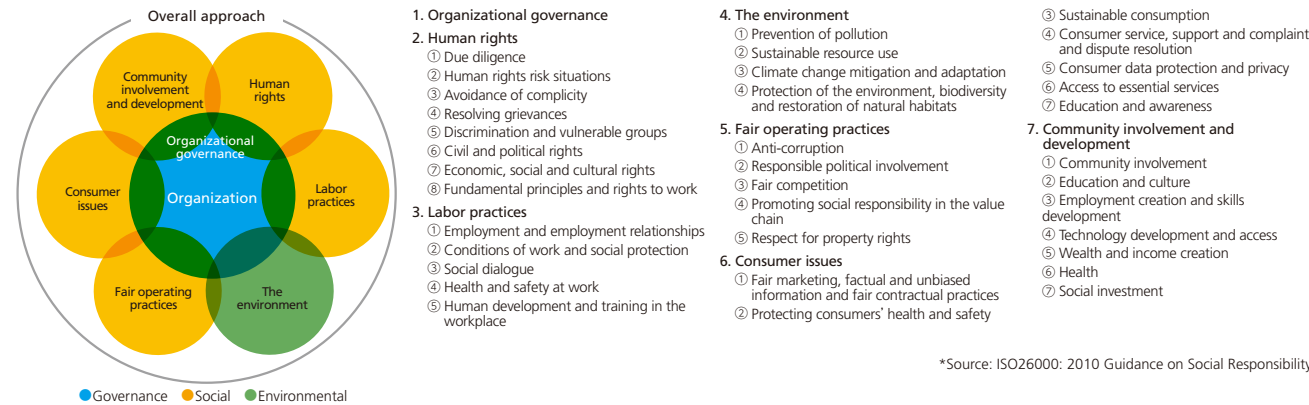 Overall approach
Community
involvement
and development
Human
rights
Organizational
governance
Consumer
issues
Organization
Labor
practices
Fair operating
practices
The
environment
●Governance ●Social ●Environmental
1. Organizational governance
2. Human rights
① Due diligence
② Human rights risk situations
③ Avoidance of complicity
④ Resolving grievances
⑤ Discrimination and vulnerable groups
⑥ Civil and political rights
⑦ Economic, social and cultural rights
⑧ Fundamental principles and rights to work
3. Labor practices
① Employment and employment relationships
② Conditions of work and social protection
③ Social dialogue
④ Health and safety at work
⑤ Human development and training in the
workplace
4. The environment
① Prevention of pollution
② Sustainable resource use
③ Climate change mitigation and adaptation
④ Protection of the environment, biodiversity
and restoration of natural habitats
5. Fair operating practices
① Anti-corruption
② Responsible political involvement
③ Fair competition
④ Promoting social responsibility in the value
chain
⑤ Respect for property rights
6. Consumer issues
① Fair marketing, factual and unbiased
information and fair contractual practices
② Protecting consumers' health and safety
③ Sustainable consumption
④ Consumer service, support and complaint
and dispute resolution
⑤ Consumer data protection and privacy
⑥ Access to essential services
⑦ Education and awareness
7. Community involvement and
development
① Community involvement
② Education and culture
③ Employment creation and skills
development
④ Technology development and access
⑤ Wealth and income creation
⑥ Health
⑦ Social investment
*Source: ISO26000: 2010 Guidance on Social Responsibility